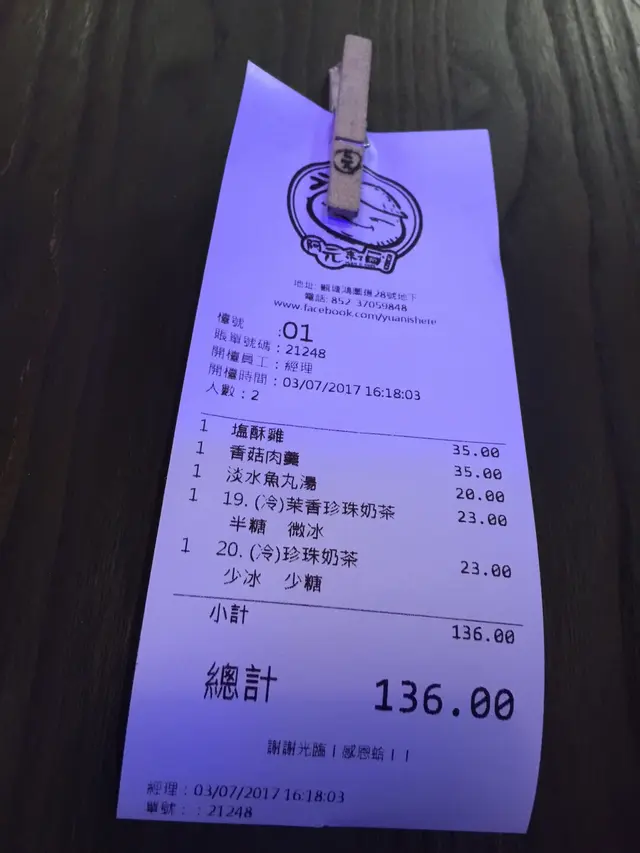 阿元來了
地址: 觀塘鴻圖道28號地下
電話: 852 37059848
www.facebook.com/yuanishere
檯號 :01
賬單號碼：21248
開檯員工：經理
開檯時間：03/07/2017 16:18:03
人數：2
1 塩酥雞 35.00
1 香菇肉羹 35.00
1 淡水魚丸湯 20.00
1 19. (冷)茉香珍珠奶茶 23.00
半糖 微冰
1 20. (冷)珍珠奶茶 23.00
少冰 少糖
小計 136.00
總計 136.00
謝謝光臨！感恩蛤！！
經理：03/07/2017 16:18:03
單號：：21248